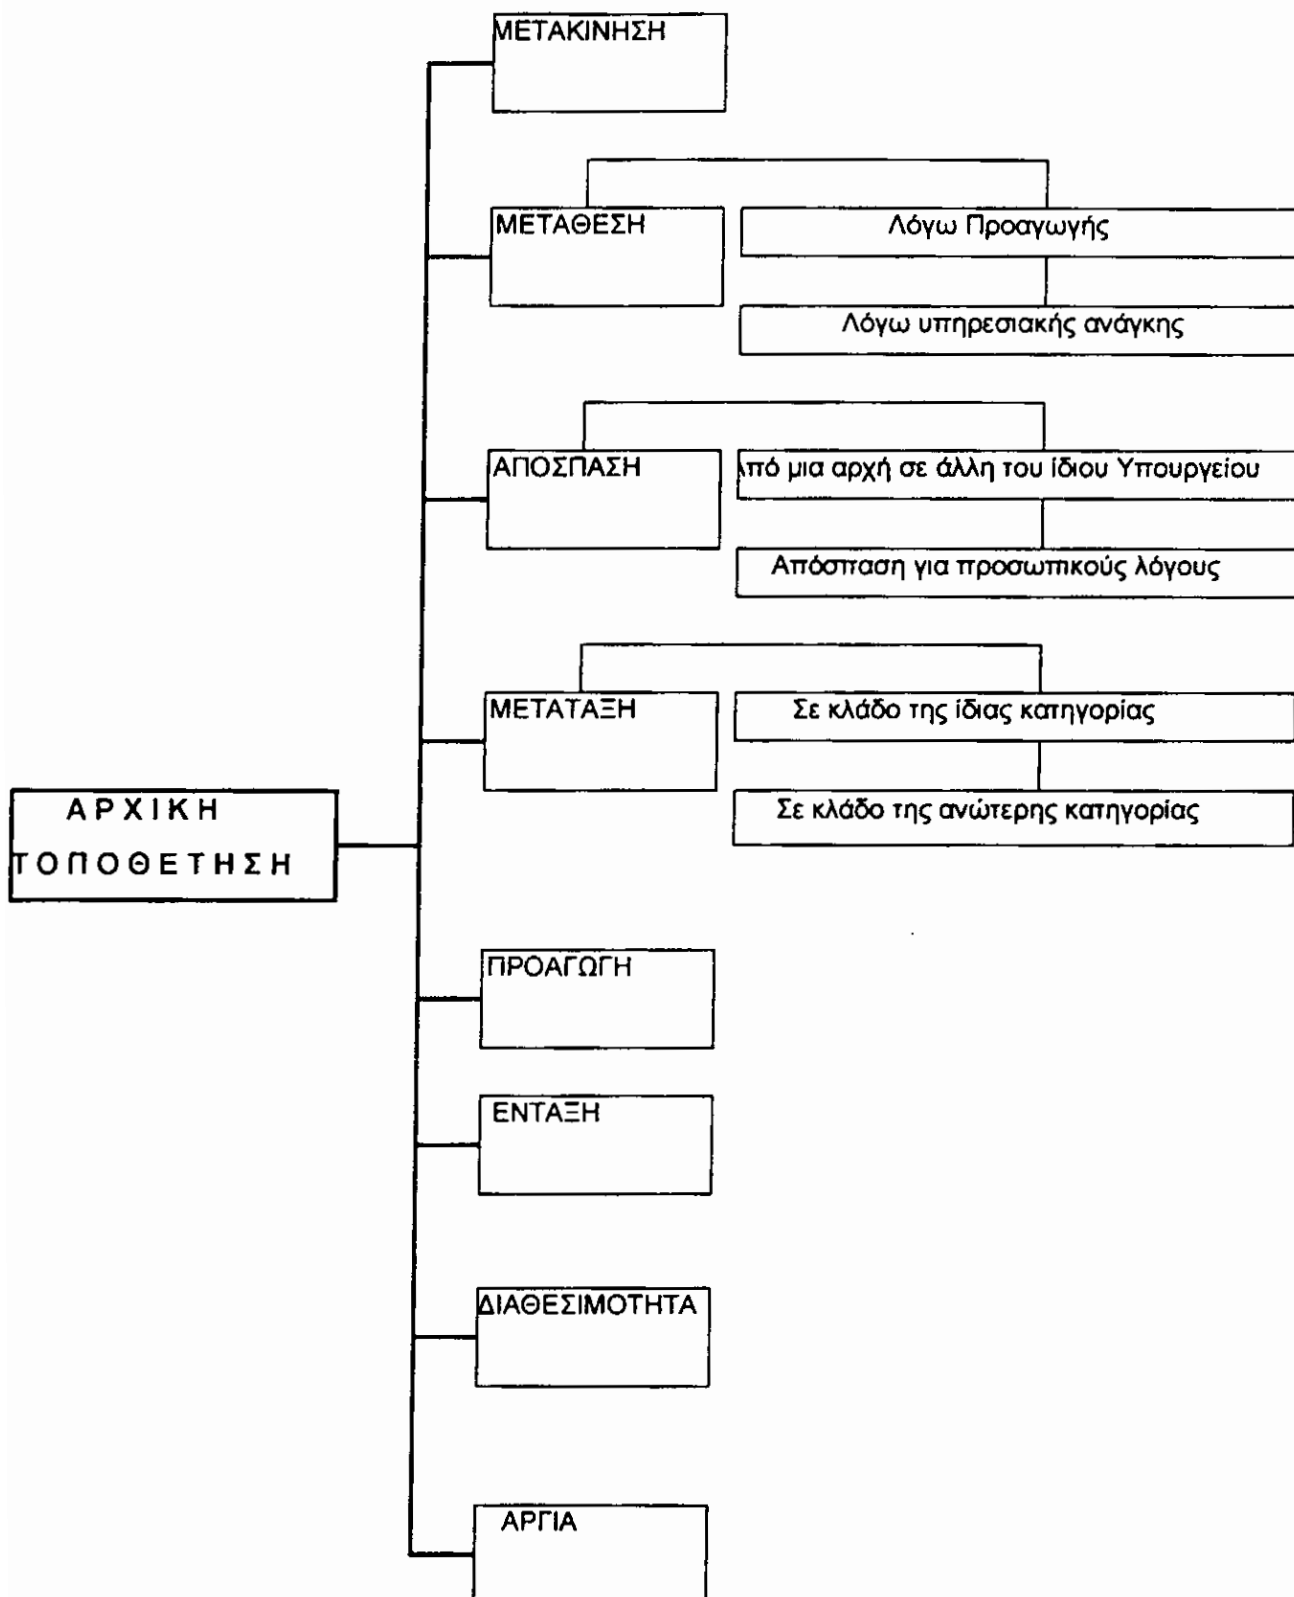 ΜΕΤΑΚΙΝΗΣΗ
ΜΕΤΑΘΕΣΗ
Λόγω Προαγωγής
Λόγω υπηρεσιακής ανάγκης
ΑΠΟΣΠΑΣΗ
Από μια αρχή σε άλλη του ίδιου Υπουργείου
Απόσπαση για προσωπικούς λόγους
ΜΕΤΑΤΑΞΗ
Σε κλάδο της ίδιας κατηγορίας
Σε κλάδο της ανώτερης κατηγορίας
ΑΡΧΙΚΗ
ΤΟΠΟΘΕΤΗΣΗ
ΠΡΟΑΓΩΓΗ
ΕΝΤΑΞΗ
ΔΙΑΘΕΣΙΜΟΤΗΤΑ
ΑΡΓΙΑ